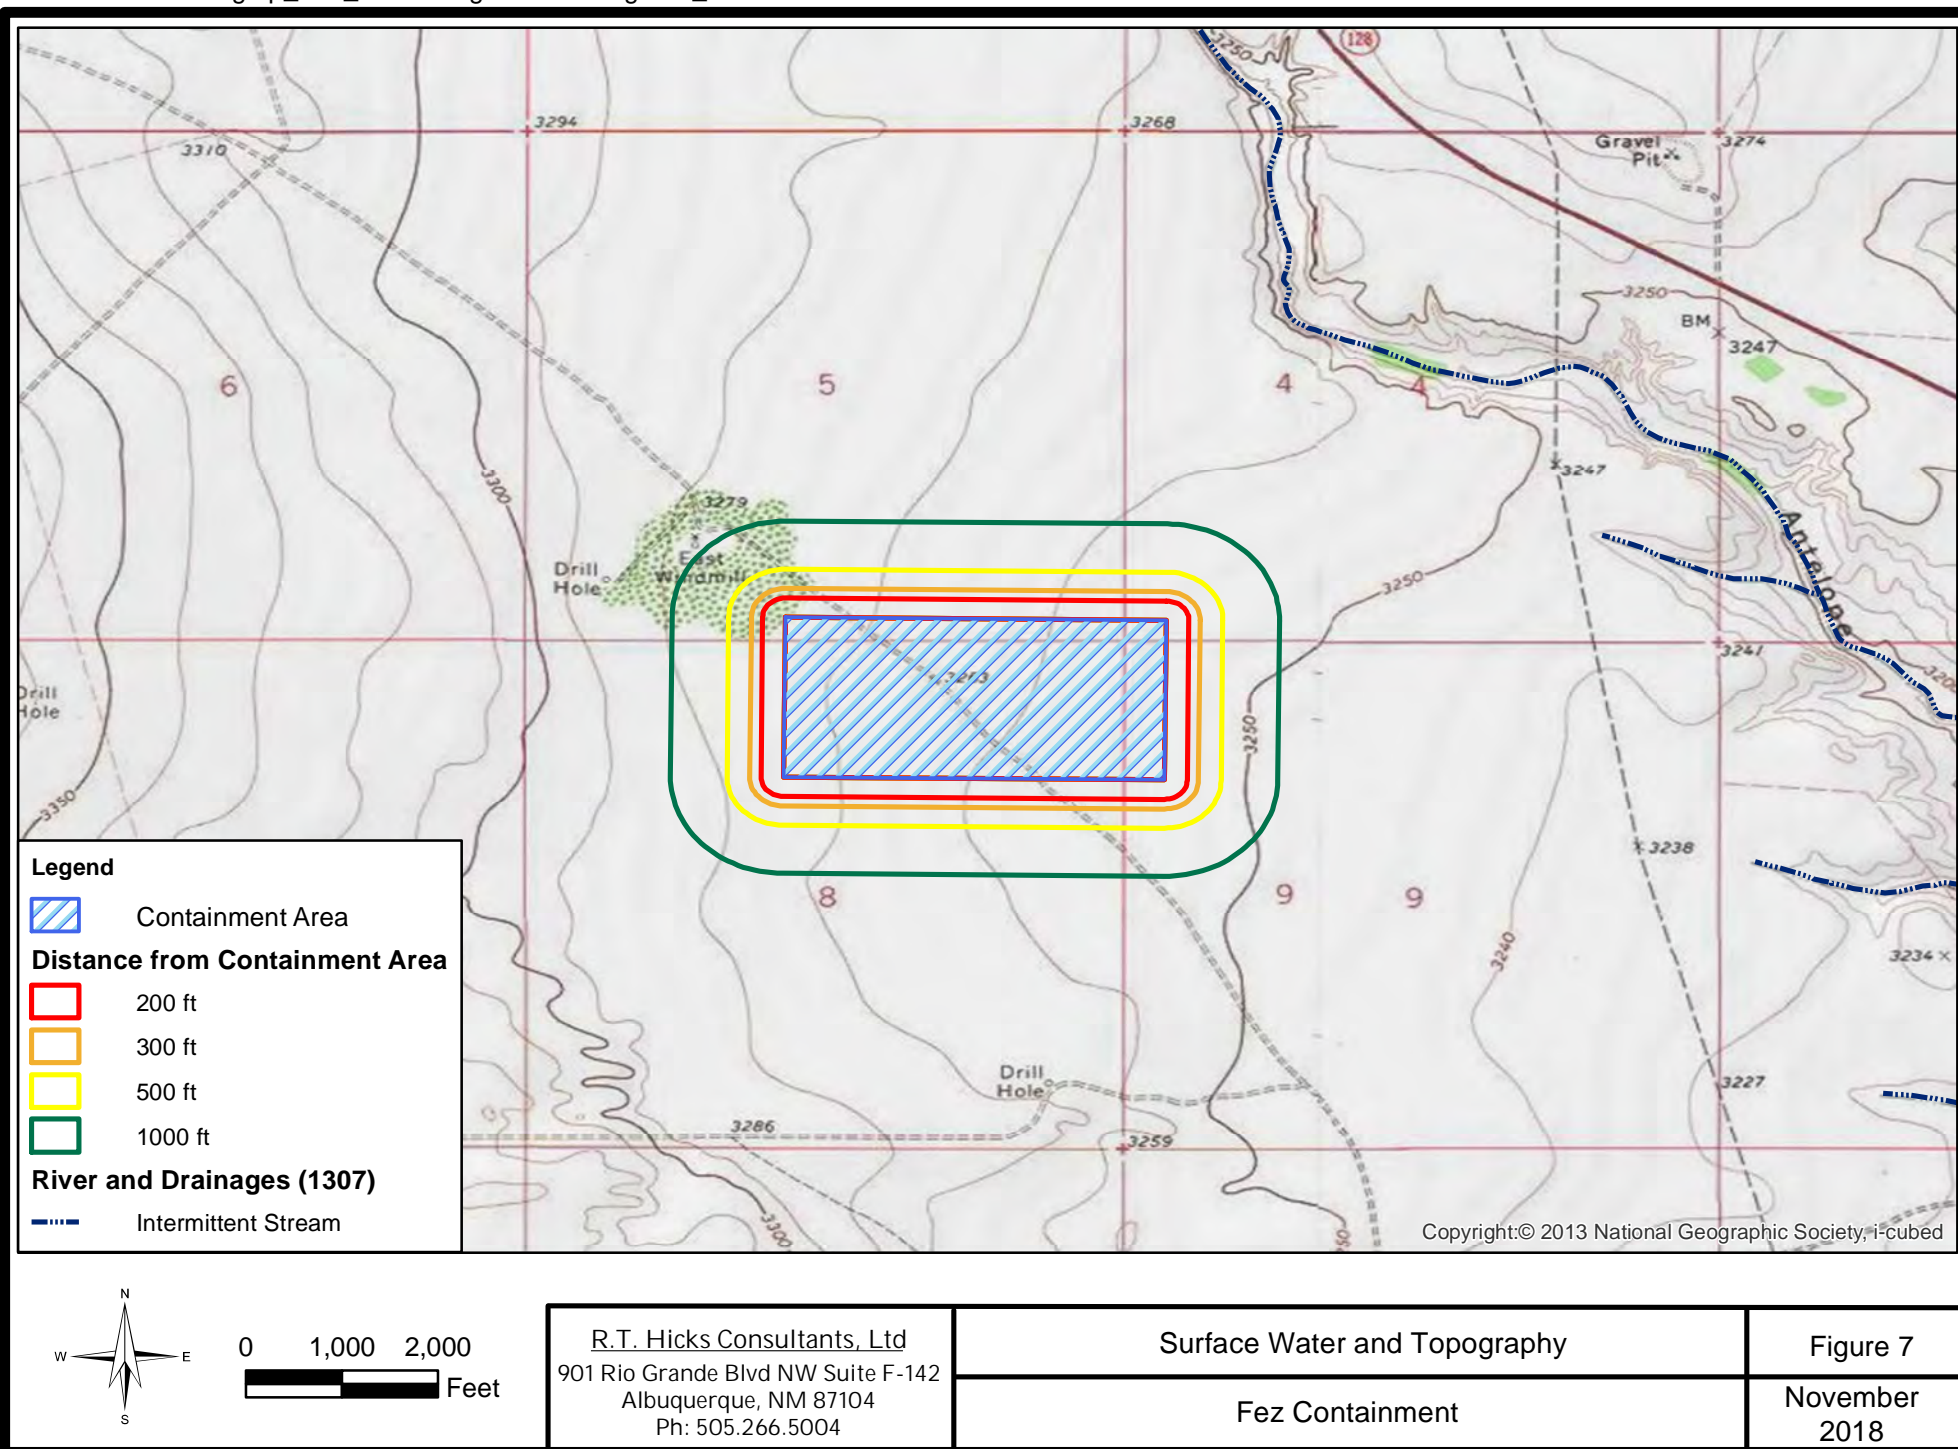 3250
128
3294
3268
3310
Gravel
Pit
3274
3250
BM
3247
6
5
4
4
3300
3247
3279
East
Windmill
Drill
Hole
3250
Antelope
3241
3200
Drill
Hole
3250
3350
3238
8
9
9
3240
3234
Drill
Hole
3227
3286
3259
3300
Legend
Containment Area
Distance from Containment Area
200 ft
300 ft
500 ft
1000 ft
River and Drainages (1307)
Intermittent Stream
Copyright:© 2013 National Geographic Society, i-cubed
N
W
E
S
0 1,000 2,000
Feet
R.T. Hicks Consultants, Ltd
901 Rio Grande Blvd NW Suite F-142
Albuquerque, NM 87104
Ph: 505.266.5004
Surface Water and Topography
Fez Containment
Figure 7
November
2018